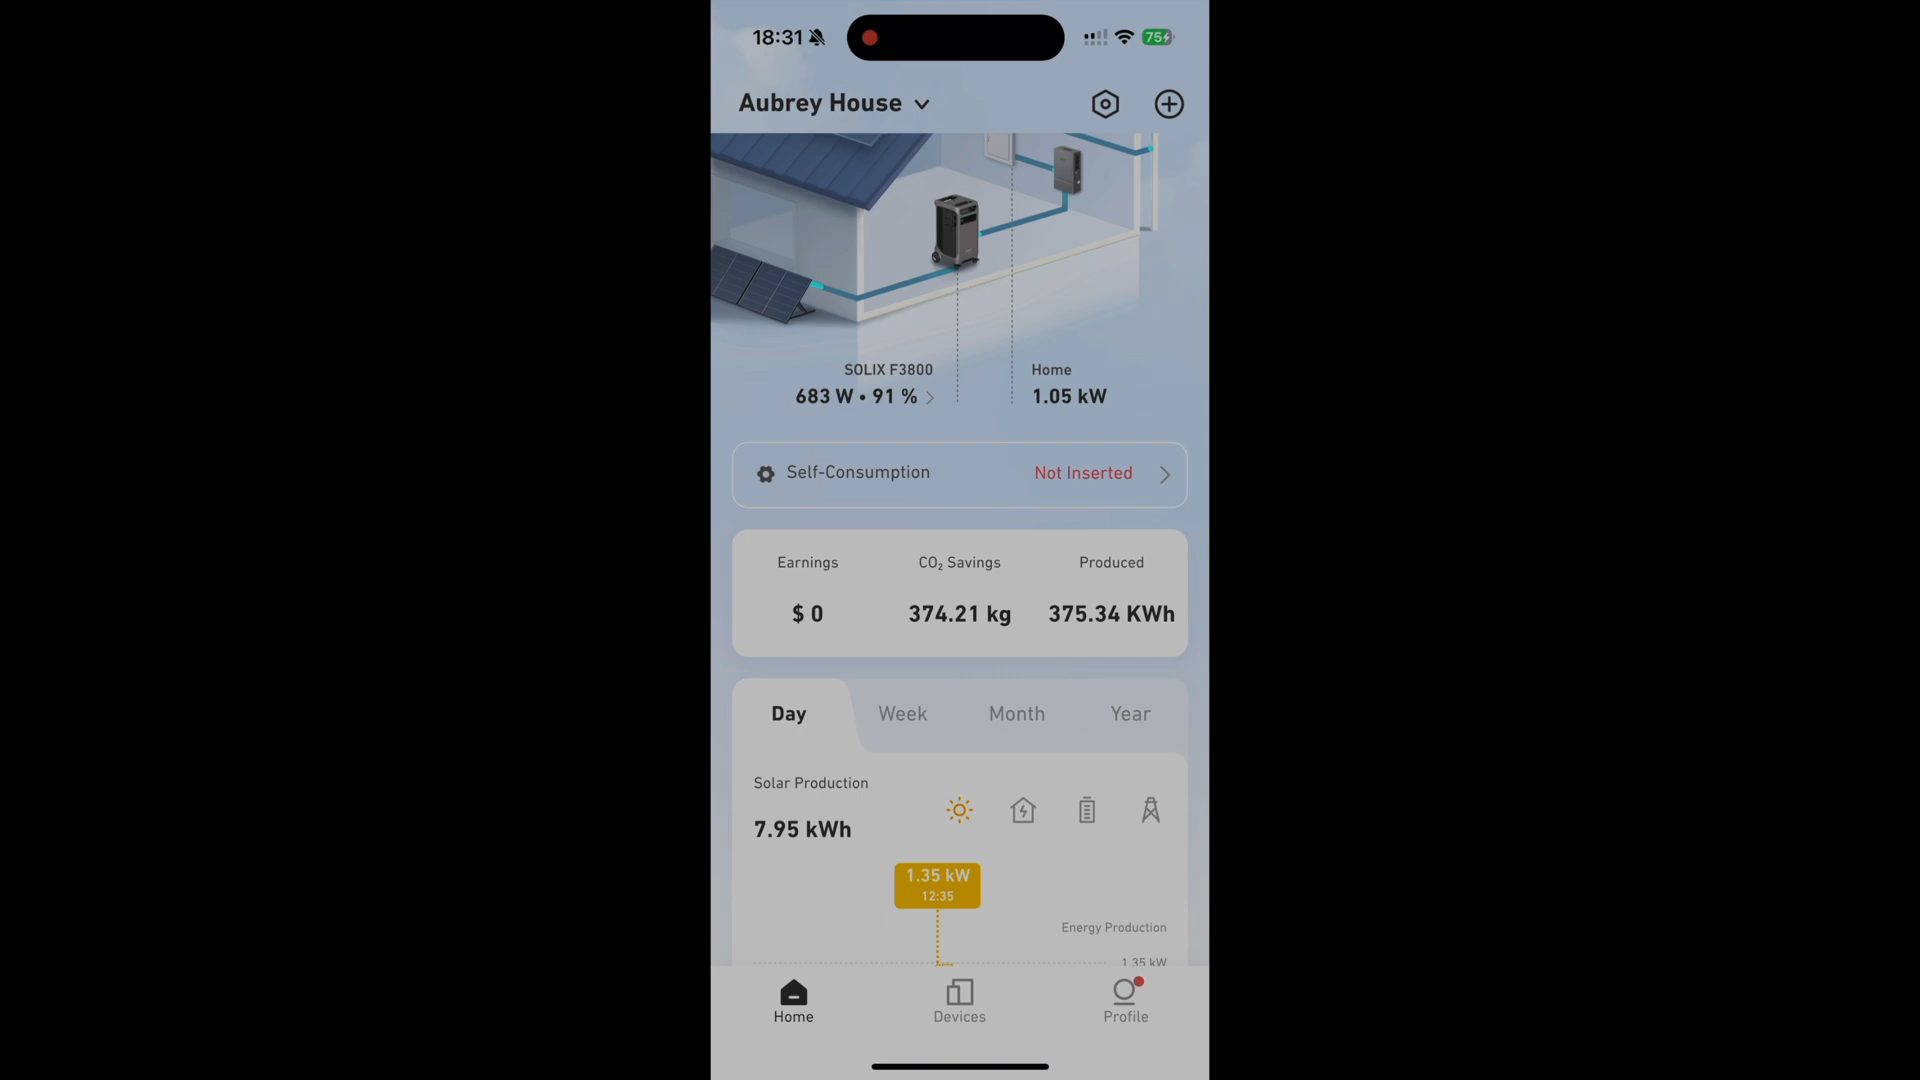 18:31
75
Aubrey House
SOLIX F3800
683 W • 91 %
Home
1.05 kW
Self-Consumption
Not Inserted
Earnings
CO₂ Savings
Produced
$ 0
374.21 kg
375.34 KWh
Day
Week
Month
Year
Solar Production
7.95 kWh
1.35 kW
12:35
Energy Production
1.35 kW
Home
Devices
Profile